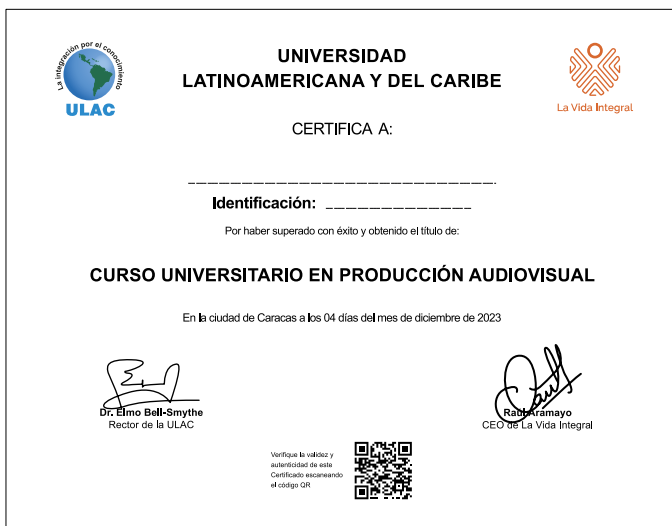 La integración por el conocimiento
ULAC
UNIVERSIDAD
LATINOAMERICANA Y DEL CARIBE
La Vida Integral
CERTIFICA A:
Identificación:
Por haber superado con éxito y obtenido el título de:
CURSO UNIVERSITARIO EN PRODUCCIÓN AUDIOVISUAL
En la ciudad de Caracas a los 04 días del mes de diciembre de 2023
Dr. Elmo Bell-Smythe
Rector de la ULAC
Raúl Aramayo
CEO de La Vida Integral
Verifique la validez y
autenticidad de este
Certificado escaneando
el código QR